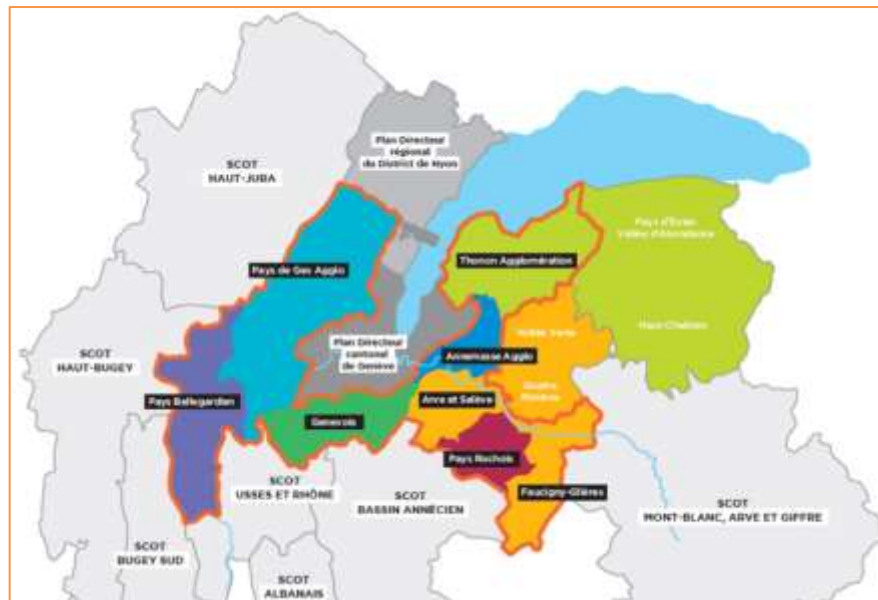 Plan Directeur
régional
du District de Nyon
SCOT
HAUT-JURA
Pays d'Evian
Vallée d'Abondance
Thonon Agglomération
Pays de Gex Agglo
Haut-Chablais
Vallée Verte
Plan Directeur
cantonal
de Genève
Annemasse Agglo
SCOT
HAUT-BUGEY
Quatre
Rivières
Pays Bellegardien
Arve et Salève
Genevois
Pays Rochois
SCOT
USSES ET RHÔNE
SCOT
BASSIN ANNÉCIEN
Faucigny-Glières
SCOT
MONT-BLANC, ARVE ET GIFFRE
SCOT
BUGEY SUD
SCOT
ALBANAIS